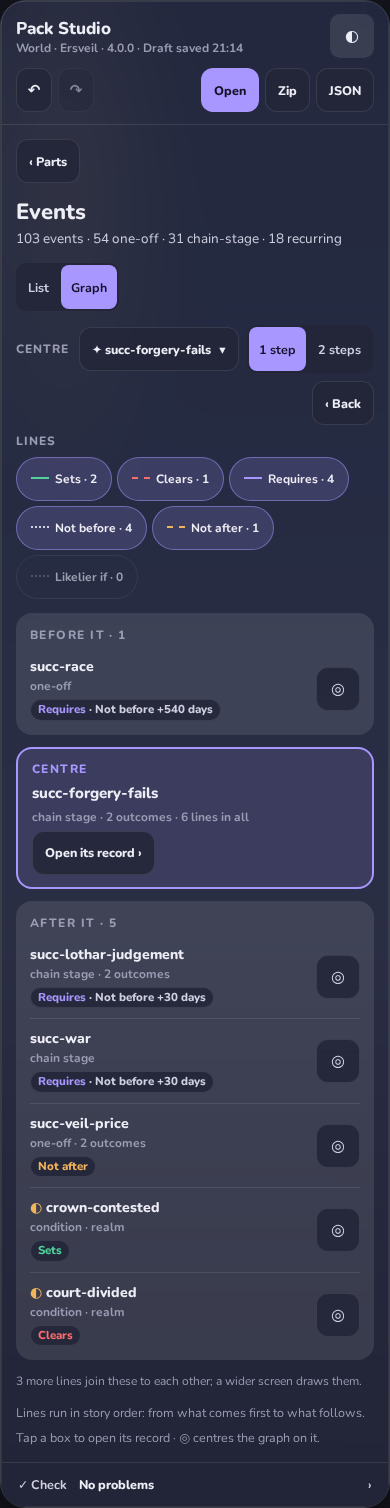 Pack Studio
World · Ersveil · 4.0.0 · Draft saved 21:14
Open
Zip
JSON
‹ Parts
Events
103 events · 54 one-off · 31 chain-stage · 18 recurring
List
Graph
CENTRE
✦ succ-forgery-fails ▾
1 step
2 steps
‹ Back
LINES
Sets · 2
Clears · 1
Requires · 4
Not before · 4
Not after · 1
Likelier if · 0
BEFORE IT · 1
succ-race
one-off
Requires · Not before +540 days
CENTRE
succ-forgery-fails
chain stage · 2 outcomes · 6 lines in all
Open its record ›
AFTER IT · 5
succ-lothar-judgement
chain stage · 2 outcomes
Requires · Not before +30 days
succ-war
chain stage
Requires · Not before +30 days
succ-veil-price
one-off · 2 outcomes
Not after
◐ crown-contested
condition · realm
Sets
◐ court-divided
condition · realm
Clears
3 more lines join these to each other; a wider screen draws them.
Lines run in story order: from what comes first to what follows.
Tap a box to open its record · ◎ centres the graph on it.
✓ Check No problems ›